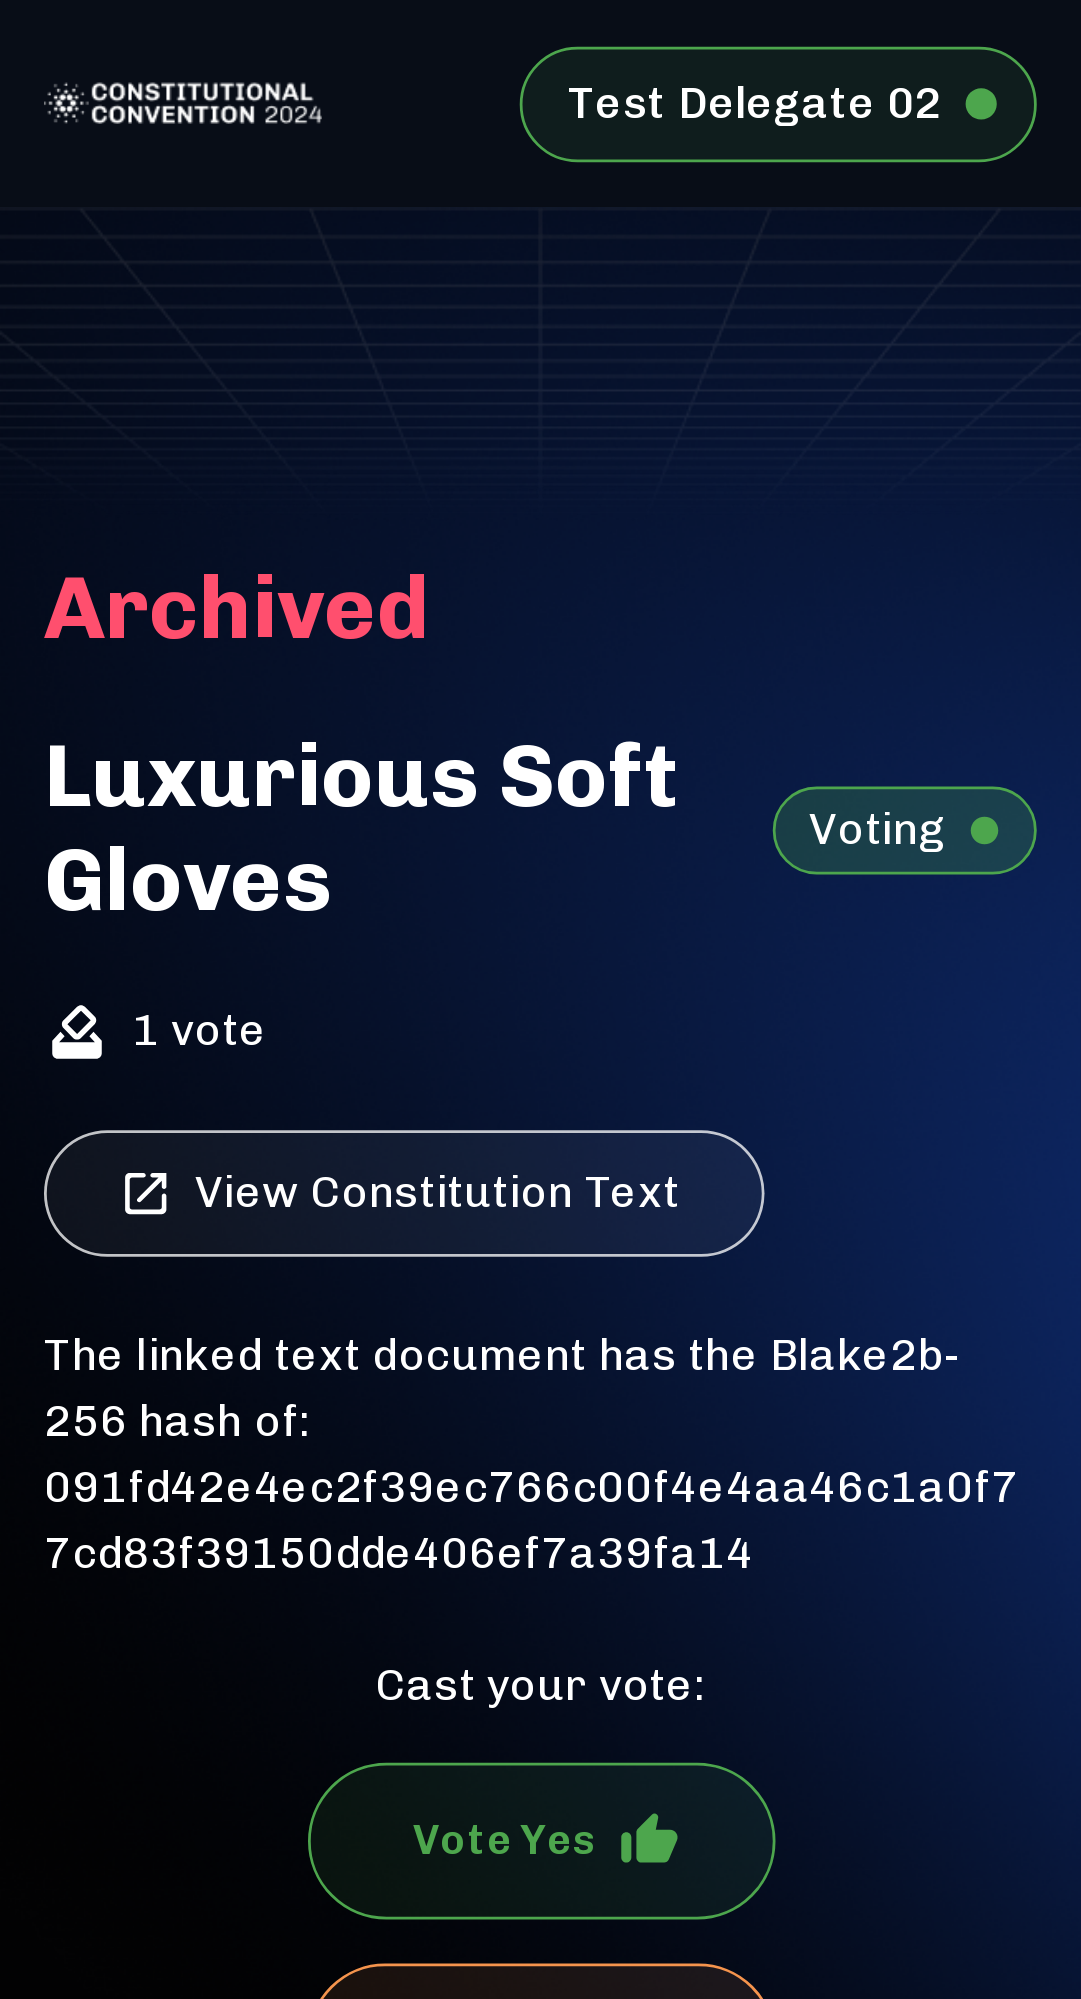 CONSTITUTIONAL
CONVENTION 2024
Test Delegate 02
Archived
Luxurious Soft
Gloves
Voting
1 vote
View Constitution Text
The linked text document has the Blake2b-
256 hash of:
091fd42e4ec2f39ec766c00f4e4aa46c1a0f7
7cd83f39150dde406ef7a39fa14
Cast your vote:
Vote Yes